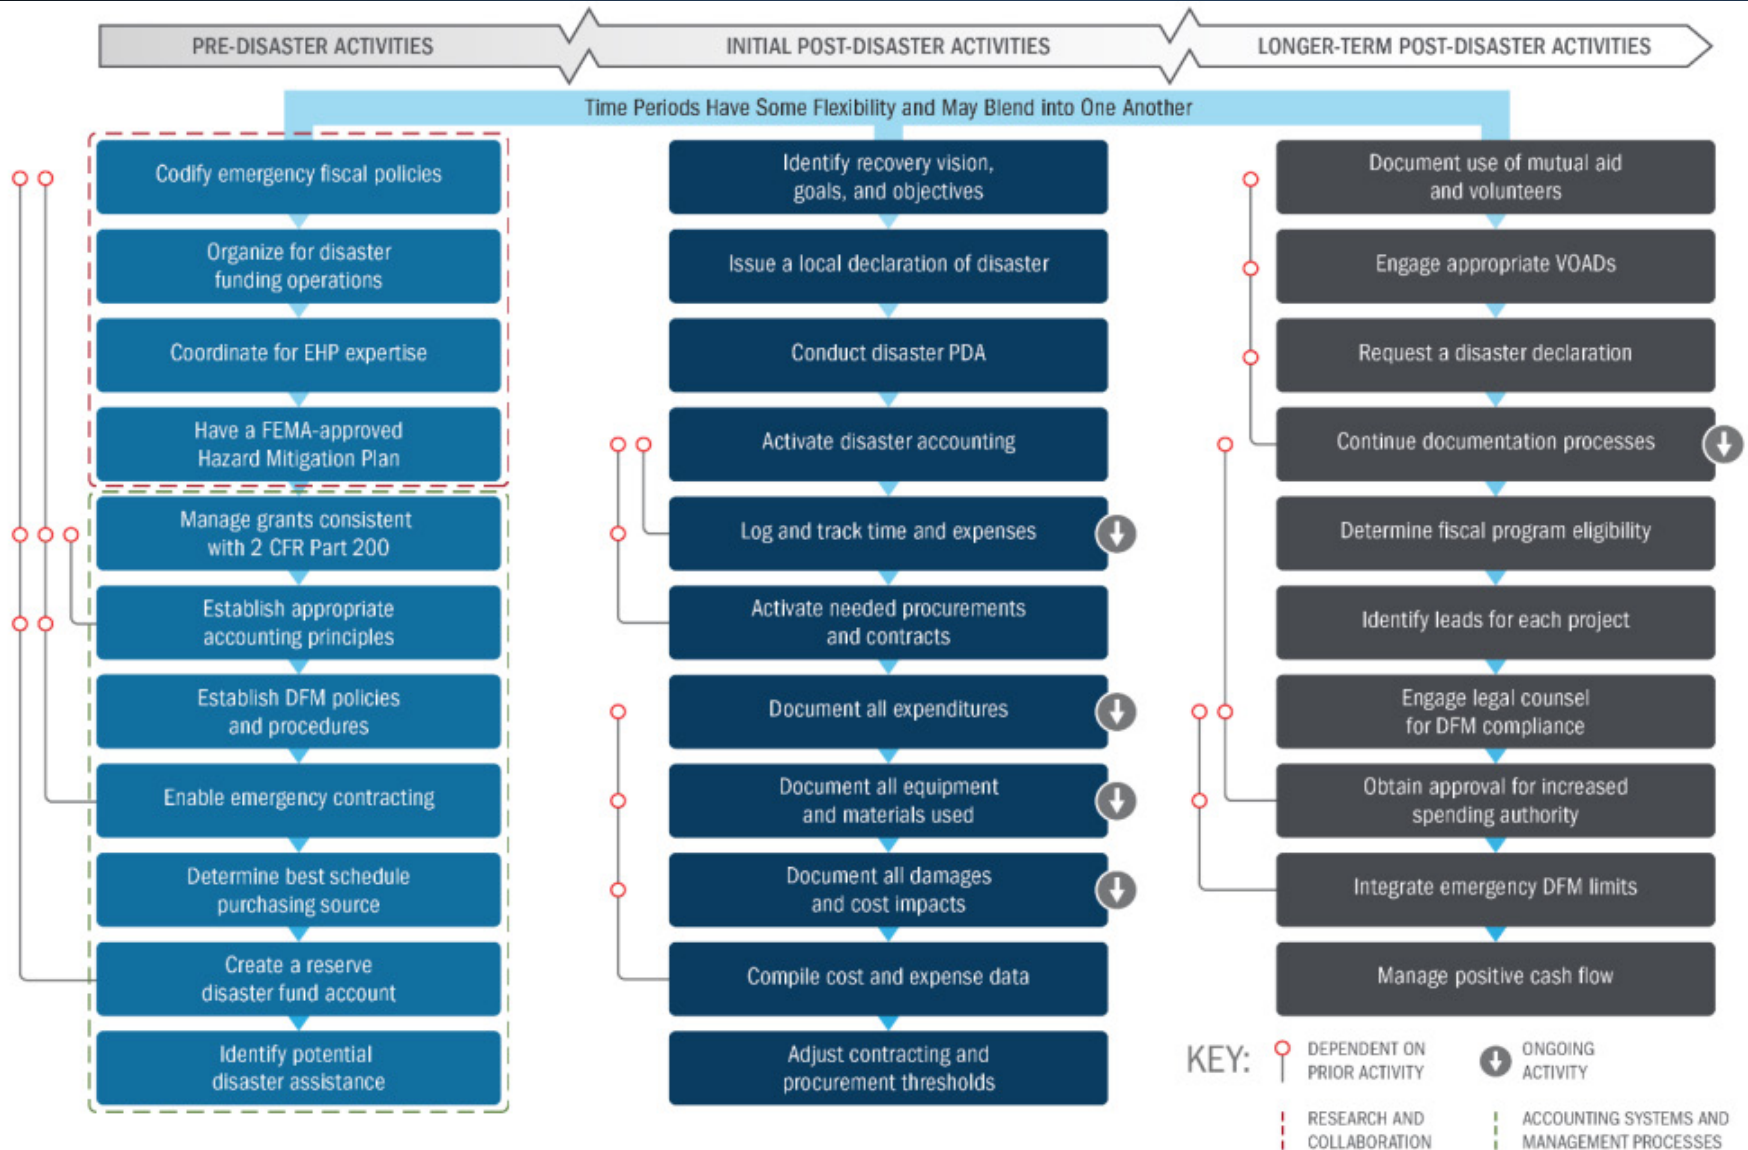 PRE-DISASTER ACTIVITIES
INITIAL POST-DISASTER ACTIVITIES
LONGER-TERM POST-DISASTER ACTIVITIES
Time Periods Have Some Flexibility and May Blend into One Another
Codify emergency fiscal policies
Organize for disaster
funding operations
Coordinate for EHP expertise
Have a FEMA-approved
Hazard Mitigation Plan
Manage grants consistent
with 2 CFR Part 200
Establish appropriate
accounting principles
Establish DFM policies
and procedures
Enable emergency contracting
Determine best schedule
purchasing source
Create a reserve
disaster fund account
Identify potential
disaster assistance
Identify recovery vision,
goals, and objectives
Issue a local declaration of disaster
Conduct disaster PDA
Activate disaster accounting
Log and track time and expenses
Activate needed procurements
and contracts
Document all expenditures
Document all equipment
and materials used
Document all damages
and cost impacts
Compile cost and expense data
Adjust contracting and
procurement thresholds
Document use of mutual aid
and volunteers
Engage appropriate VOADs
Request a disaster declaration
Continue documentation processes
Determine fiscal program eligibility
Identify leads for each project
Engage legal counsel
for DFM compliance
Obtain approval for increased
spending authority
Integrate emergency DFM limits
Manage positive cash flow
KEY:
DEPENDENT ON
PRIOR ACTIVITY
ONGOING
ACTIVITY
RESEARCH AND
COLLABORATION
ACCOUNTING SYSTEMS AND
MANAGEMENT PROCESSES